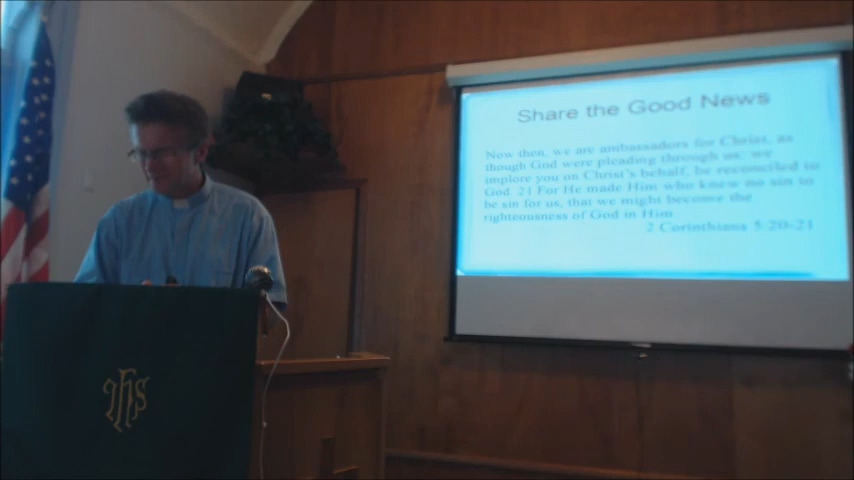 Share the Good News
Now then, we are ambassadors for Christ, as
though God were pleading through us: we
implore you on Christ's behalf, be reconciled to
God. 21 For He made Him who knew no sin to
be sin for us, that we might become the
righteousness of God in Him
2 Corinthians 5:20-21
IHS